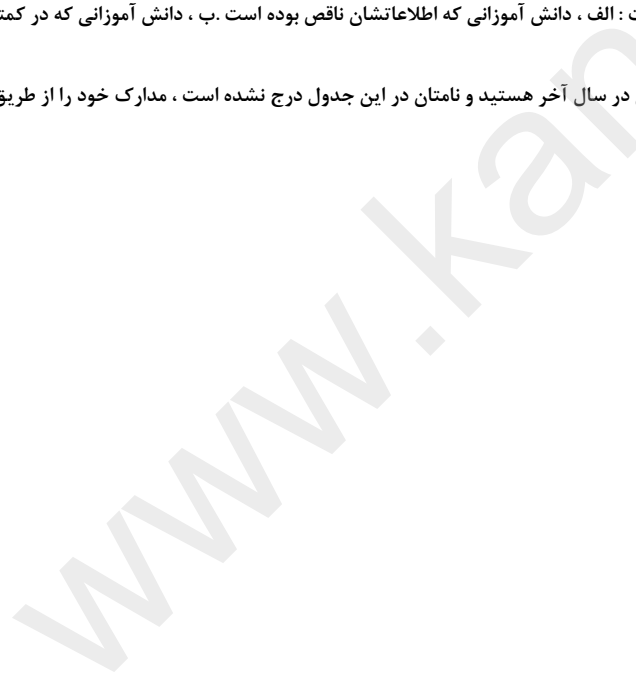 ت : الف ، دانش آموزانی که اطلاعاتشان ناقص بوده است .ب ، دانش آموزانی که در کمت
در سال آخر هستید و نامتان در این جدول درج نشده است ، مدارک خود را از طریق
www.kan